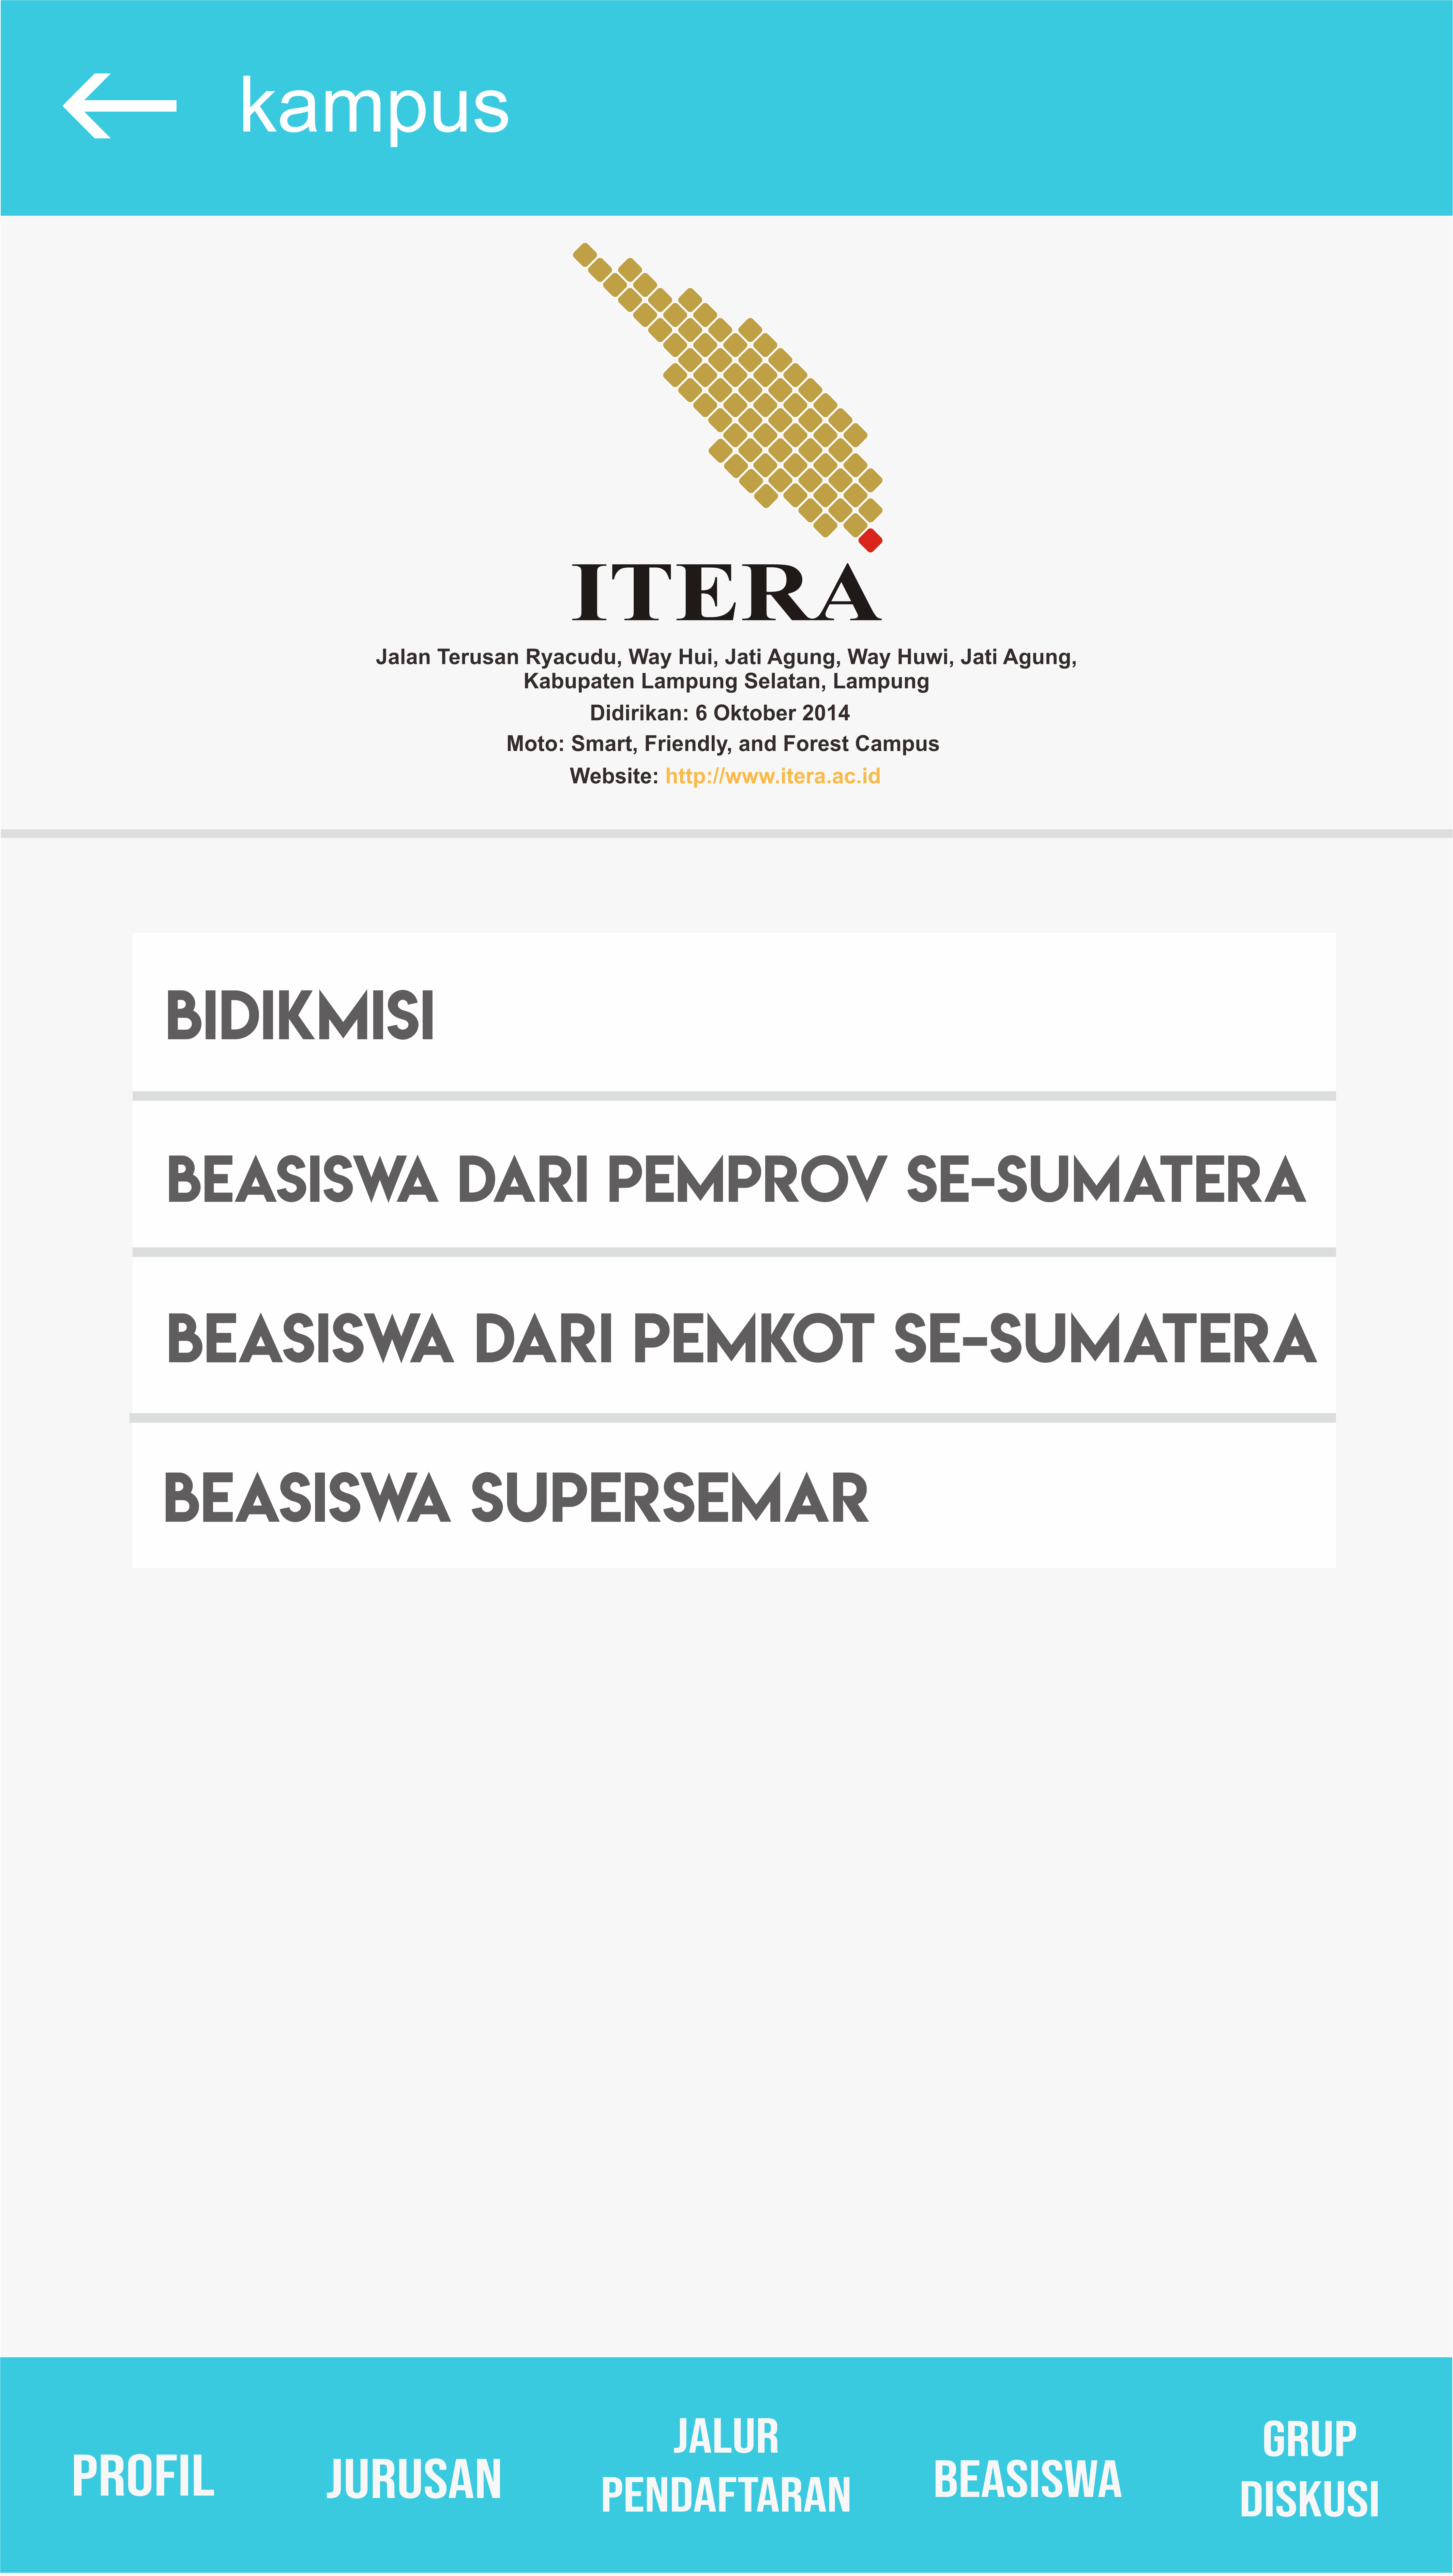 kampus
ITERA
Jalan Terusan Ryacudu, Way Hui, Jati Agung, Way Huwi, Jati Agung,
Kabupaten Lampung Selatan, Lampung
Didirikan: 6 Oktober 2014
Moto: Smart, Friendly, and Forest Campus
Website: http://www.itera.ac.id
BIDIKMISI
BEASISWA DARI PEMPROV SE-SUMATERA
BEASISWA DARI PEMKOT SE-SUMATERA
BEASISWA SUPERSEMAR
PROFIL
JURUSAN
JALUR
PENDAFTARAN
BEASISWA
GRUP
DISKUSI